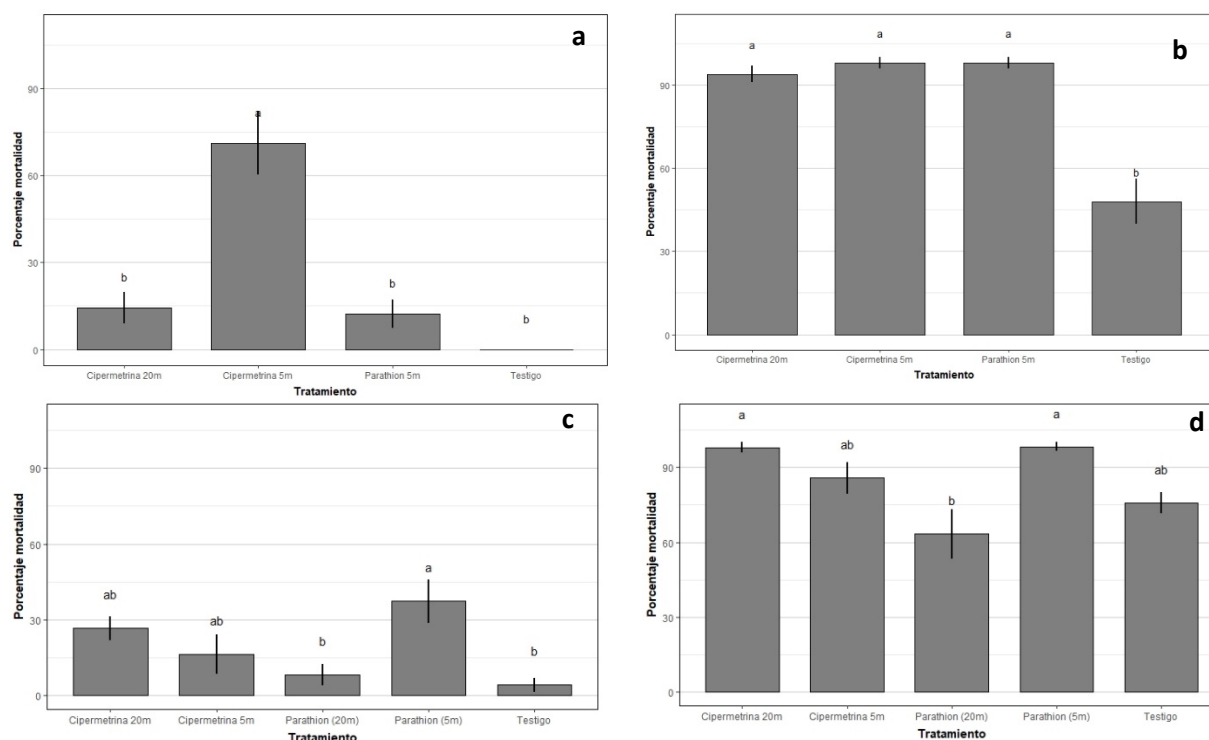 a
Porcentaje mortalidad
90
60
30
0
b
a
b
b
Cipermetrina 20m Cipermetrina 5m Parathion 5m Testigo
Tratamiento
b
Porcentaje mortalidad
90
60
30
0
a
a
a
b
Cipermetrina 20m Cipermetrina 5m Parathion 5m Testigo
Tratamiento
c
Porcentaje mortalidad
90
60
30
0
ab
ab
b
a
b
Cipermetrina 20m Cipermetrina 5m Parathion (20m) Parathion (5m) Testigo
Tratamiento
d
Porcentaje mortalidad
90
60
30
0
a
ab
b
a
ab
Cipermetrina 20m Cipermetrina 5m Parathion (20m) Parathion (5m) Testigo
Tratamiento